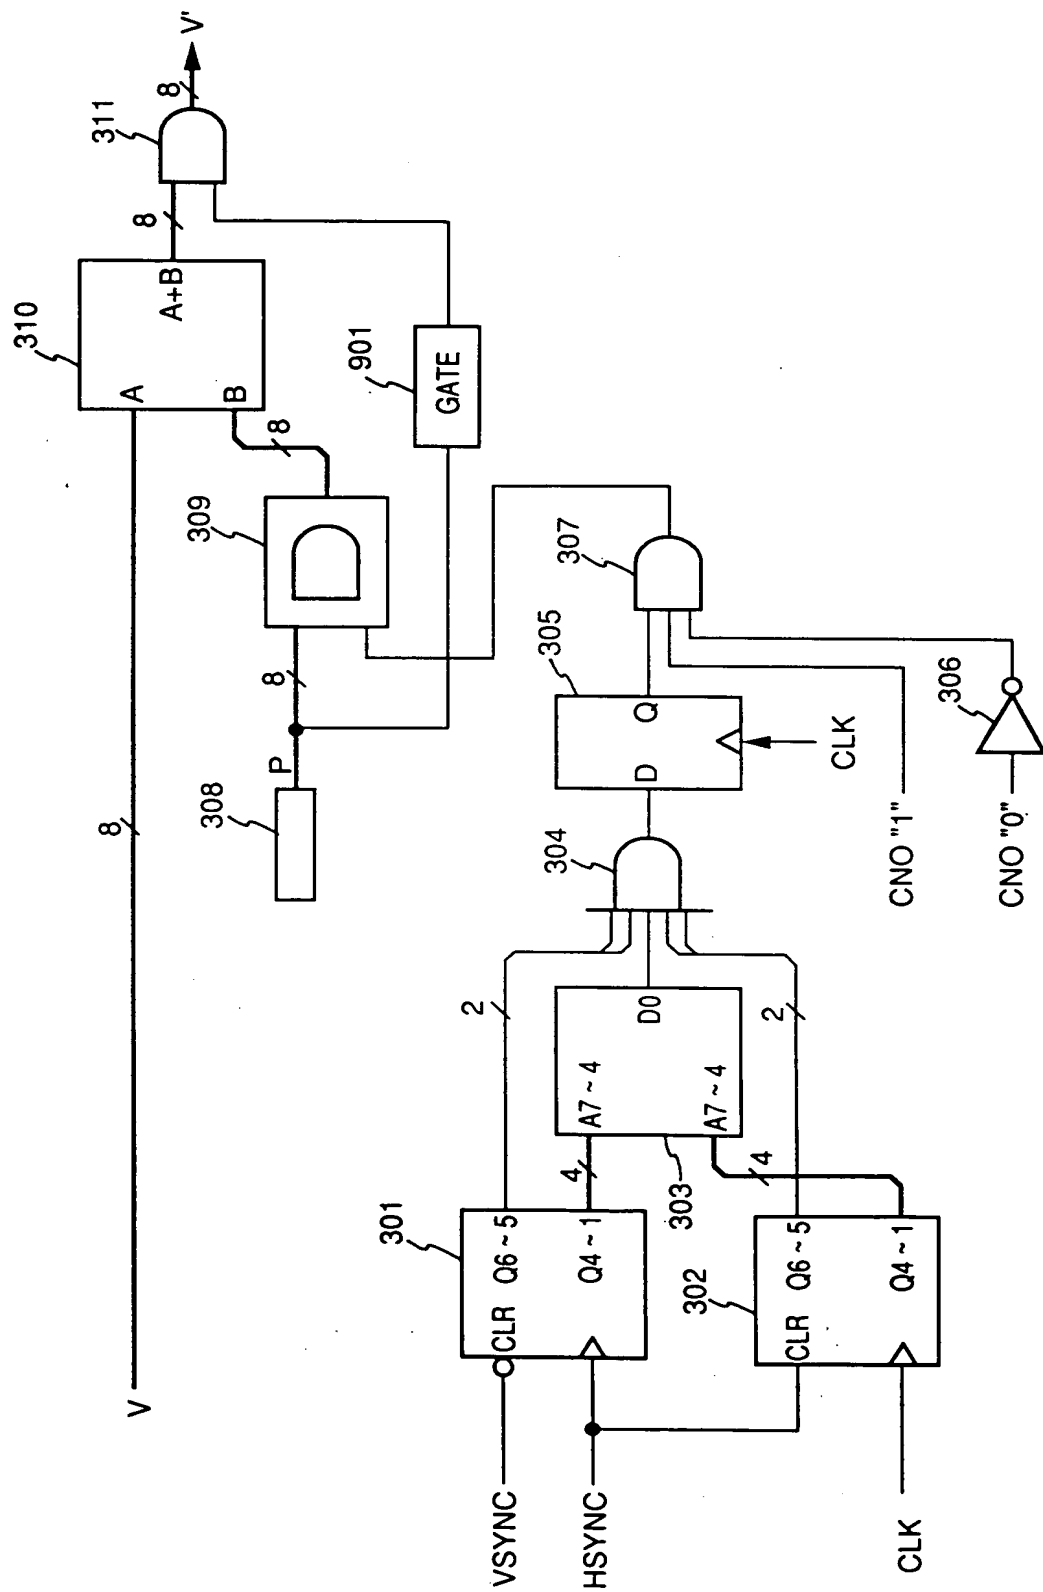 V
8
310
A
B
A+B
8
311
8
V'
308
P
8
309
8
901
GATE
VSYNC
HSYNC
CLK
301
CLR
Q6 ~ 5
Q4 ~ 1
2
4
302
CLR
Q6 ~ 5
Q4 ~ 1
4
2
303
A7 ~ 4
A7 ~ 4
D0
304
305
D
Q
CLK
307
CNO "1"
CNO "0"
306